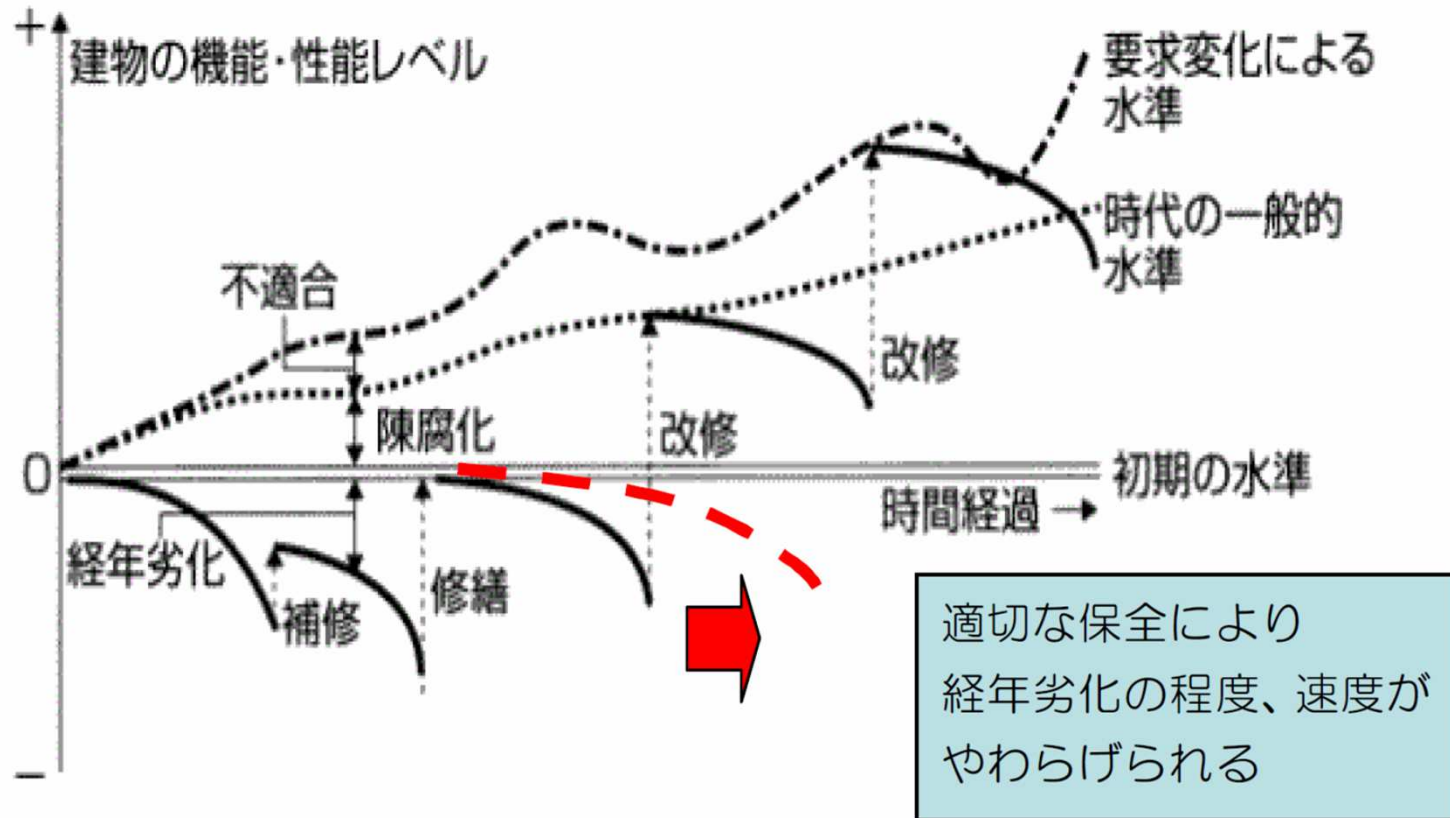 +
建物の機能・性能レベル
要求変化による
水準
時代の一般的
水準
不適合
改修
陳腐化
改修
0
初期の水準
時間経過→
経年劣化
補修
修繕
−
適切な保全により
経年劣化の程度、速度が
やわらげられる